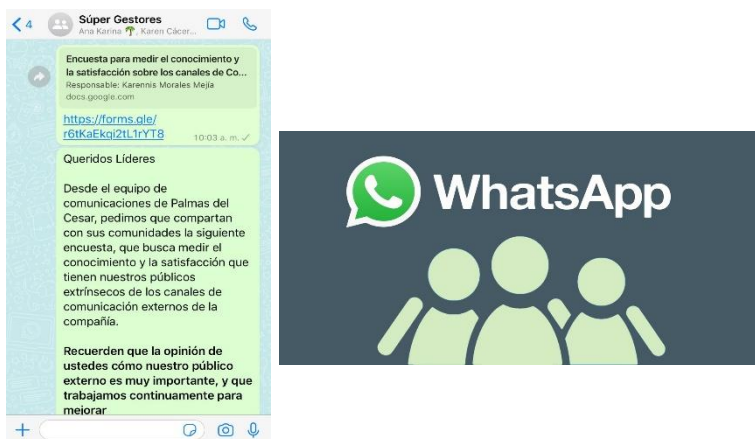 4
Súper Gestores
Ana Karina 🌴, Karen Cácer...
Encuesta para medir el conocimiento y
la satisfacción sobre los canales de Co...
Responsable: Karennis Morales Mejía
docs.google.com
https://forms.gle/
r6tKaEkqi2tL1rYT8
10:03 a. m. ✓
Queridos Líderes
Desde el equipo de
comunicaciones de Palmas del
Cesar, pedimos que compartan
con sus comunidades la siguiente
encuesta, que busca medir el
conocimiento y la satisfacción que
tienen nuestros públicos
extrínsecos de los canales de
comunicación externos de la
compañía.
Recuerden que la opinión de
ustedes cómo nuestro público
externo es muy importante, y que
trabajamos continuamente para
mejorar
WhatsApp